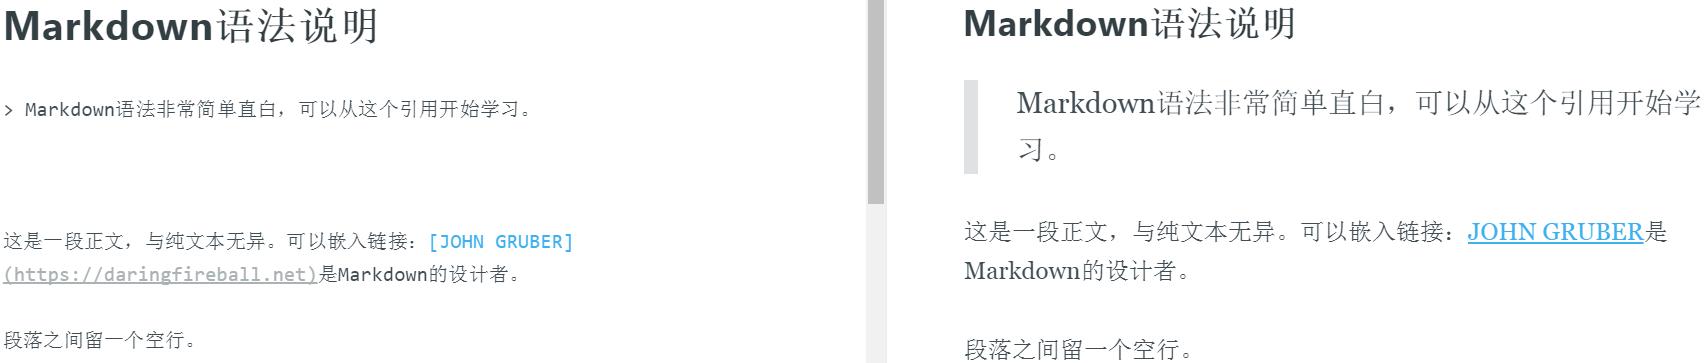 Markdown语法说明
> Markdown语法非常简单直白，可以从这个引用开始学习。
这是一段正文，与纯文本无异。可以嵌入链接：[JOHN GRUBER]
(https://daringfireball.net)是Markdown的设计者。
段落之间留一个空行。
Markdown语法说明
Markdown语法非常简单直白，可以从这个引用开始学
习。
这是一段正文，与纯文本无异。可以嵌入链接：JOHN GRUBER是
Markdown的设计者。
段落之间留一个空行。